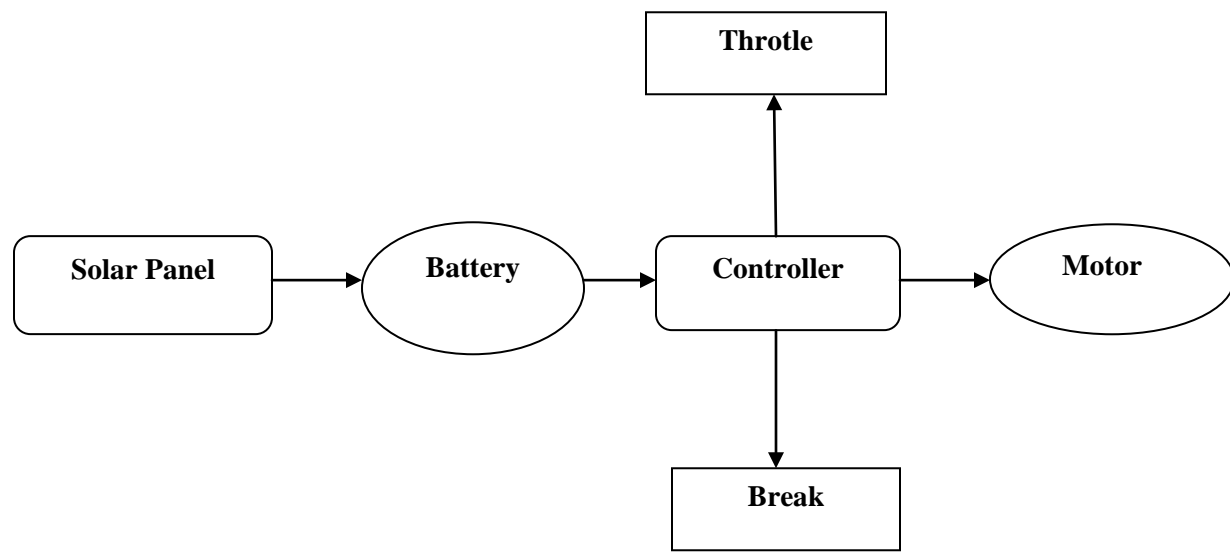 Throtle
Solar Panel
Battery
Controller
Motor
Break